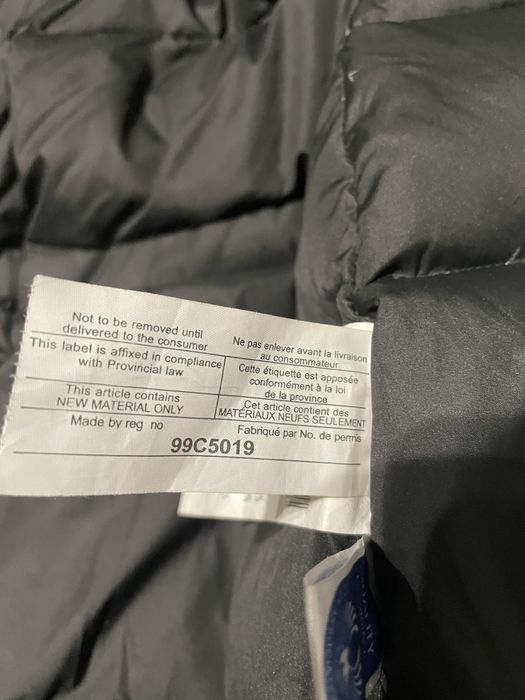 Not to be removed until
delivered to the consumer
Ne pas enlever avant la livraison
au consommateur
This label is affixed in compliance
with Provincial law
Cette étiquette est apposée
conformément à la loi
de la province
This article contains
NEW MATERIAL ONLY
Cet article contient des
MATÉRIAUX NEUFS SEULEMENT
Made by reg no
Fabriqué par No. de permis
99C5019